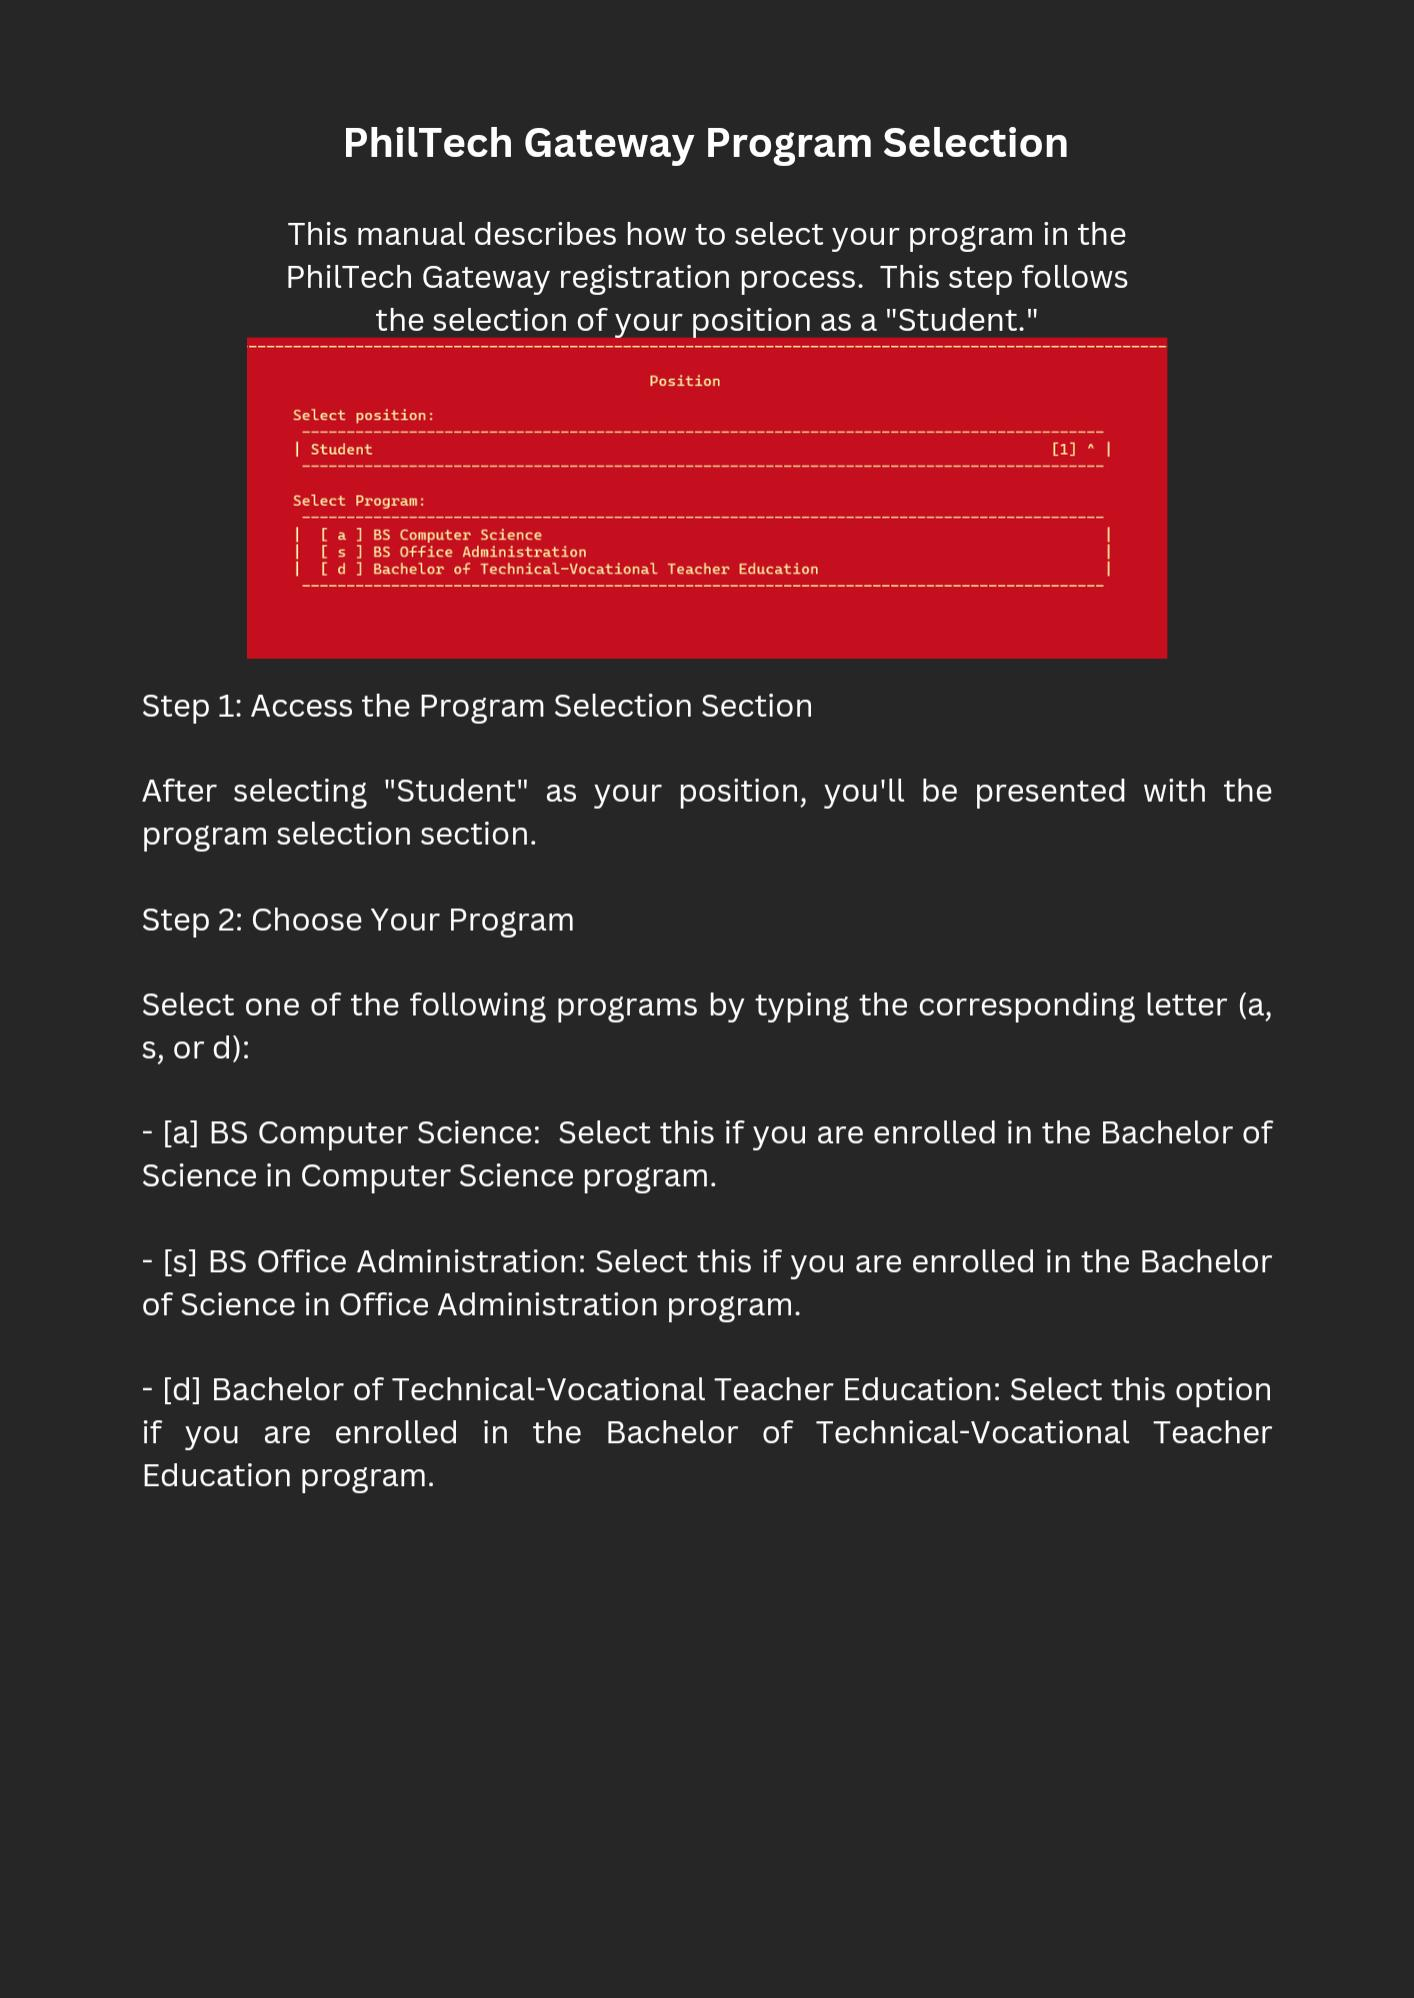 PhilTech Gateway Program Selection
This manual describes how to select your program in the
PhilTech Gateway registration process.  This step follows
the selection of your position as a "Student."
Position
Select position:
| Student [1] ^ |
Select Program:
| [ a ] BS Computer Science |
| [ s ] BS Office Administration |
| [ d ] Bachelor of Technical-Vocational Teacher Education |
Step 1: Access the Program Selection Section
After selecting "Student" as your position, you'll be presented with the
program selection section.
Step 2: Choose Your Program
Select one of the following programs by typing the corresponding letter (a,
s, or d):
- [a] BS Computer Science:  Select this if you are enrolled in the Bachelor of
Science in Computer Science program.
- [s] BS Office Administration: Select this if you are enrolled in the Bachelor
of Science in Office Administration program.
- [d] Bachelor of Technical-Vocational Teacher Education: Select this option
if you are enrolled in the Bachelor of Technical-Vocational Teacher
Education program.